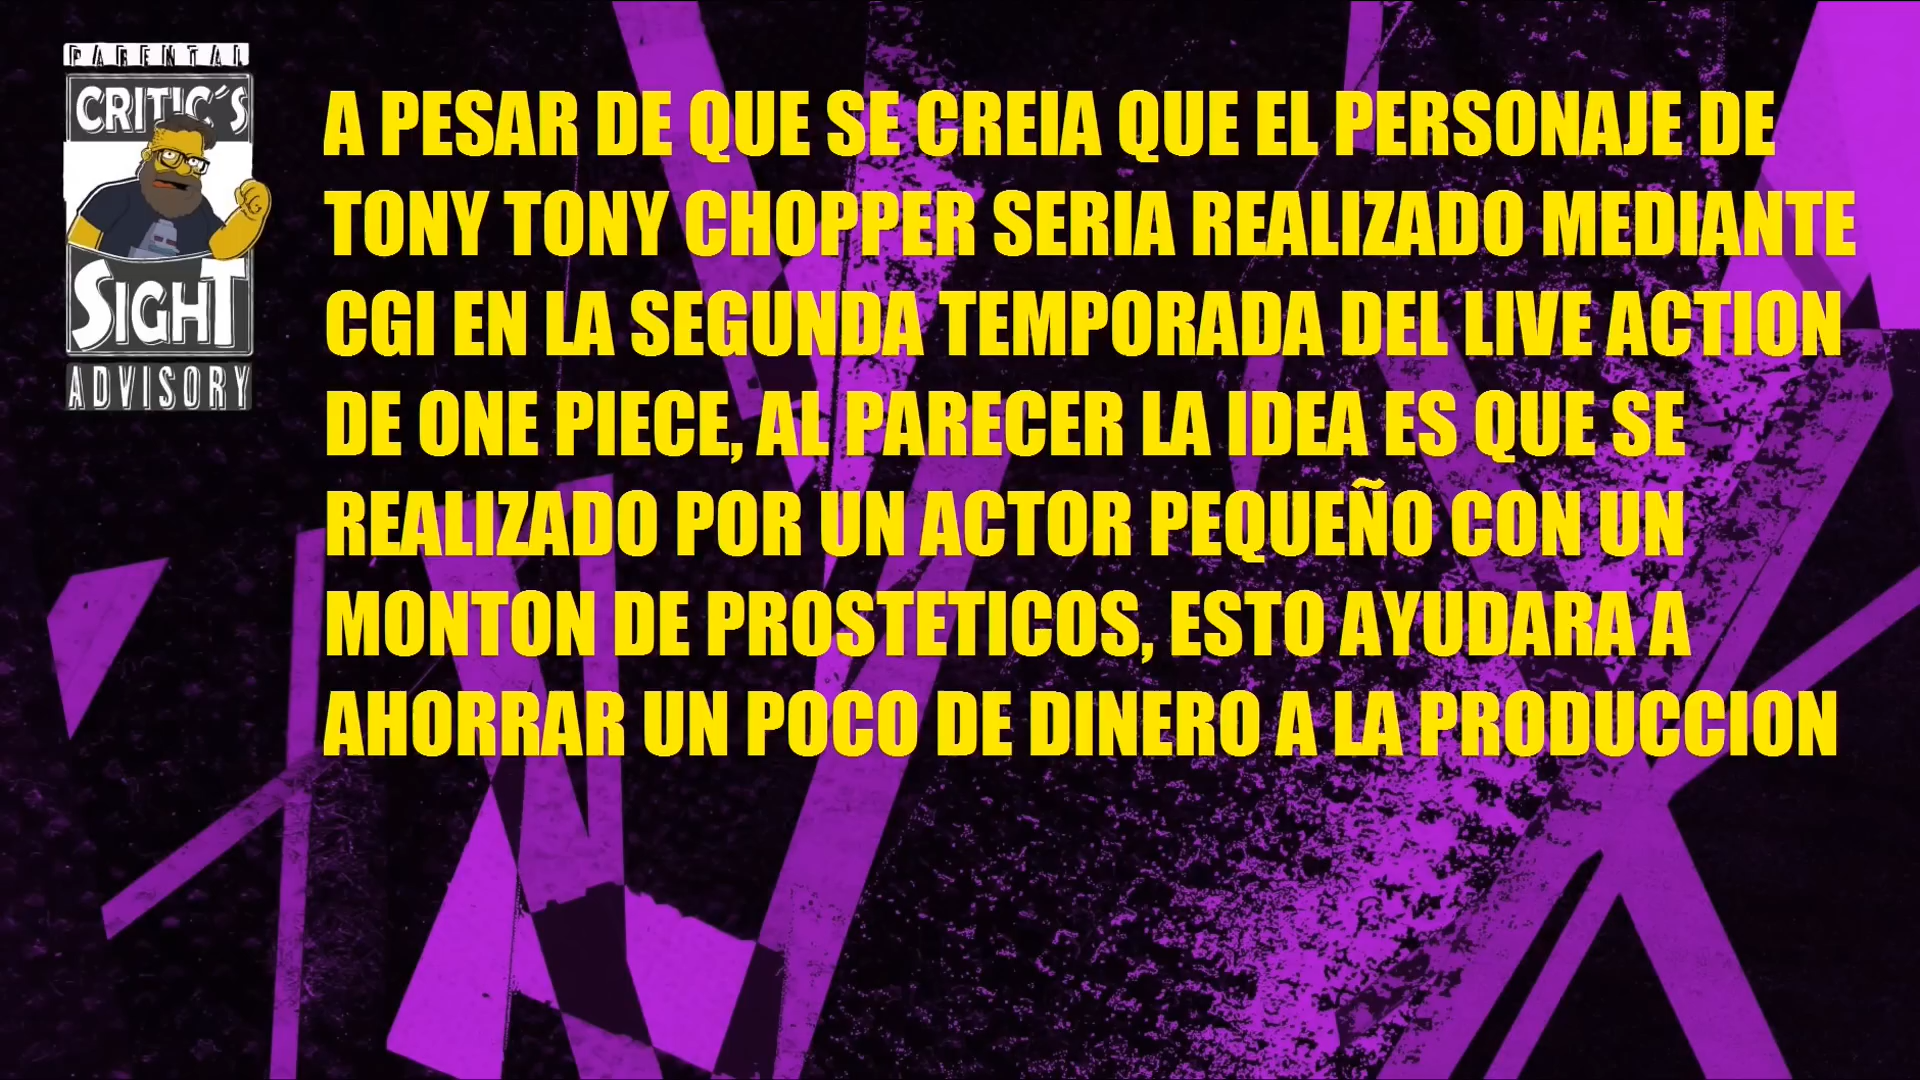 PARENTAL
CRITIC´S
SIGHT
ADVISORY
A PESAR DE QUE SE CREIA QUE EL PERSONAJE DE
TONY TONY CHOPPER SERIA REALIZADO MEDIANTE
CGI EN LA SEGUNDA TEMPORADA DEL LIVE ACTION
DE ONE PIECE, AL PARECER LA IDEA ES QUE SE
REALIZADO POR UN ACTOR PEQUEÑO CON UN
MONTON DE PROSTETICOS, ESTO AYUDARA A
AHORRAR UN POCO DE DINERO A LA PRODUCCION